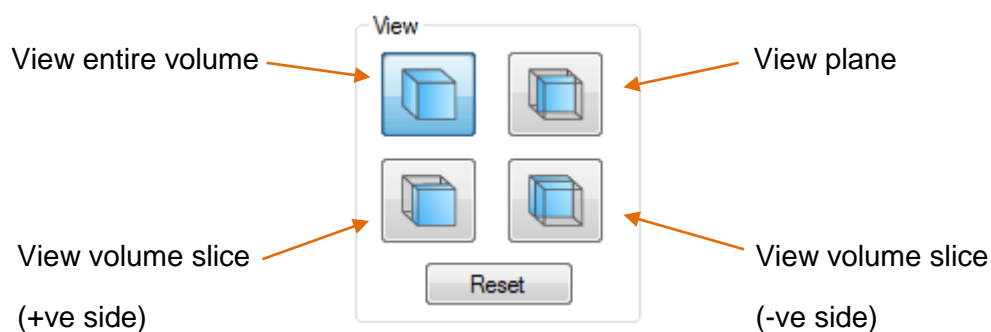 View
View entire volume
View plane
View volume slice
(+ve side)
View volume slice
(-ve side)
Reset